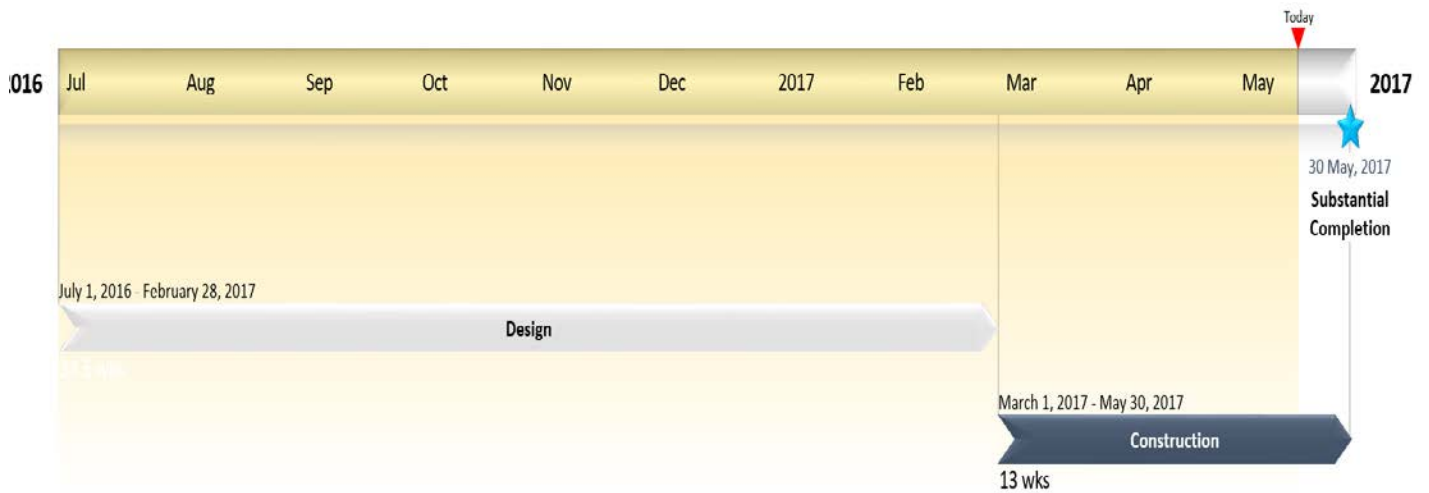 Today
2016 Jul Aug Sep Oct Nov Dec 2017 Feb Mar Apr May 2017
30 May, 2017
Substantial
Completion
July 1, 2016 - February 28, 2017
Design
March 1, 2017 - May 30, 2017
Construction
13 wks